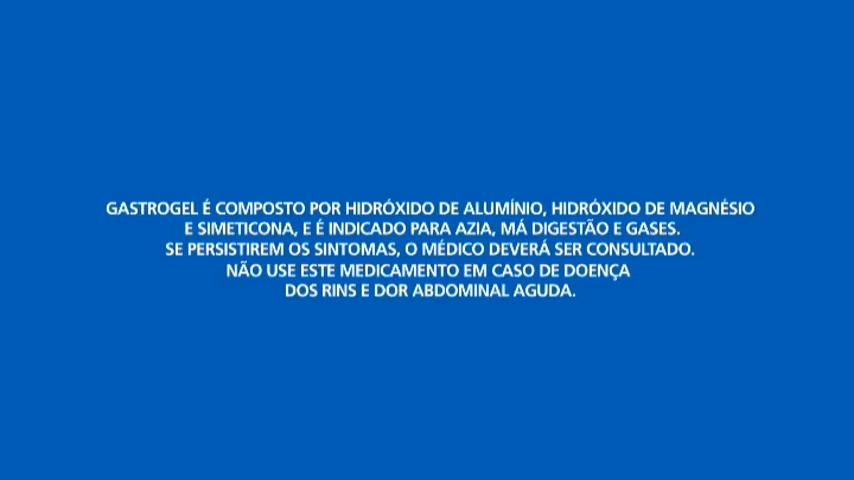 GASTROGEL É COMPOSTO POR HIDRÓXIDO DE ALUMÍNIO, HIDRÓXIDO DE MAGNÉSIO
E SIMETICONA, E É INDICADO PARA AZIA, MÁ DIGESTÃO E GASES.
SE PERSISTIREM OS SINTOMAS, O MÉDICO DEVERÁ SER CONSULTADO.
NÃO USE ESTE MEDICAMENTO EM CASO DE DOENÇA
DOS RINS E DOR ABDOMINAL AGUDA.